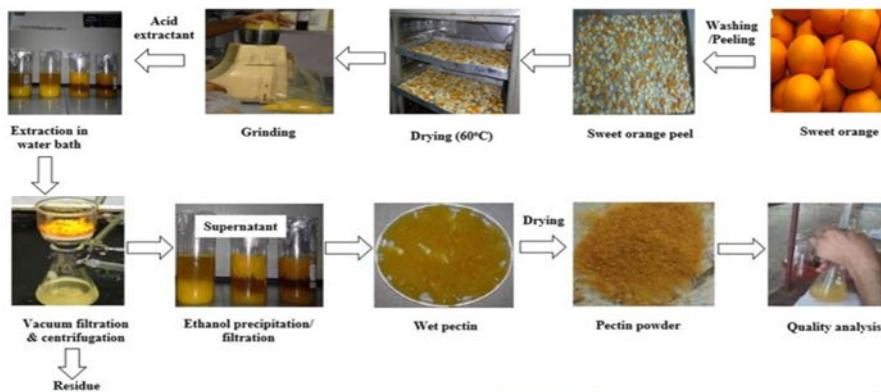 Acid
extractant
Washing
/Peeling
Extraction in
water bath
Grinding
Drying (60°C)
Sweet orange peel
Sweet orange
Supernatant
Drying
Vacuum filtration
& centrifugation
Ethanol precipitation/
filtration
Wet pectin
Pectin powder
Quality analysis
Residue